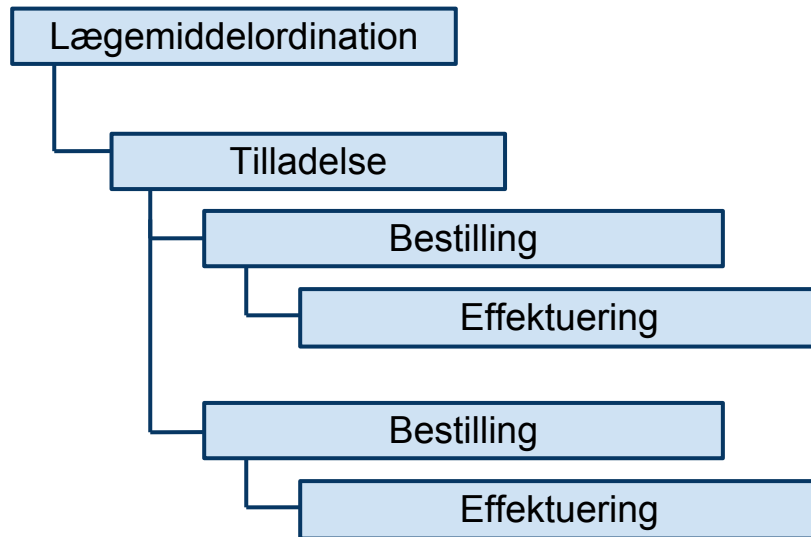 Lægemiddelordination
Tilladelse
Bestilling
Effektuering
Bestilling
Effektuering